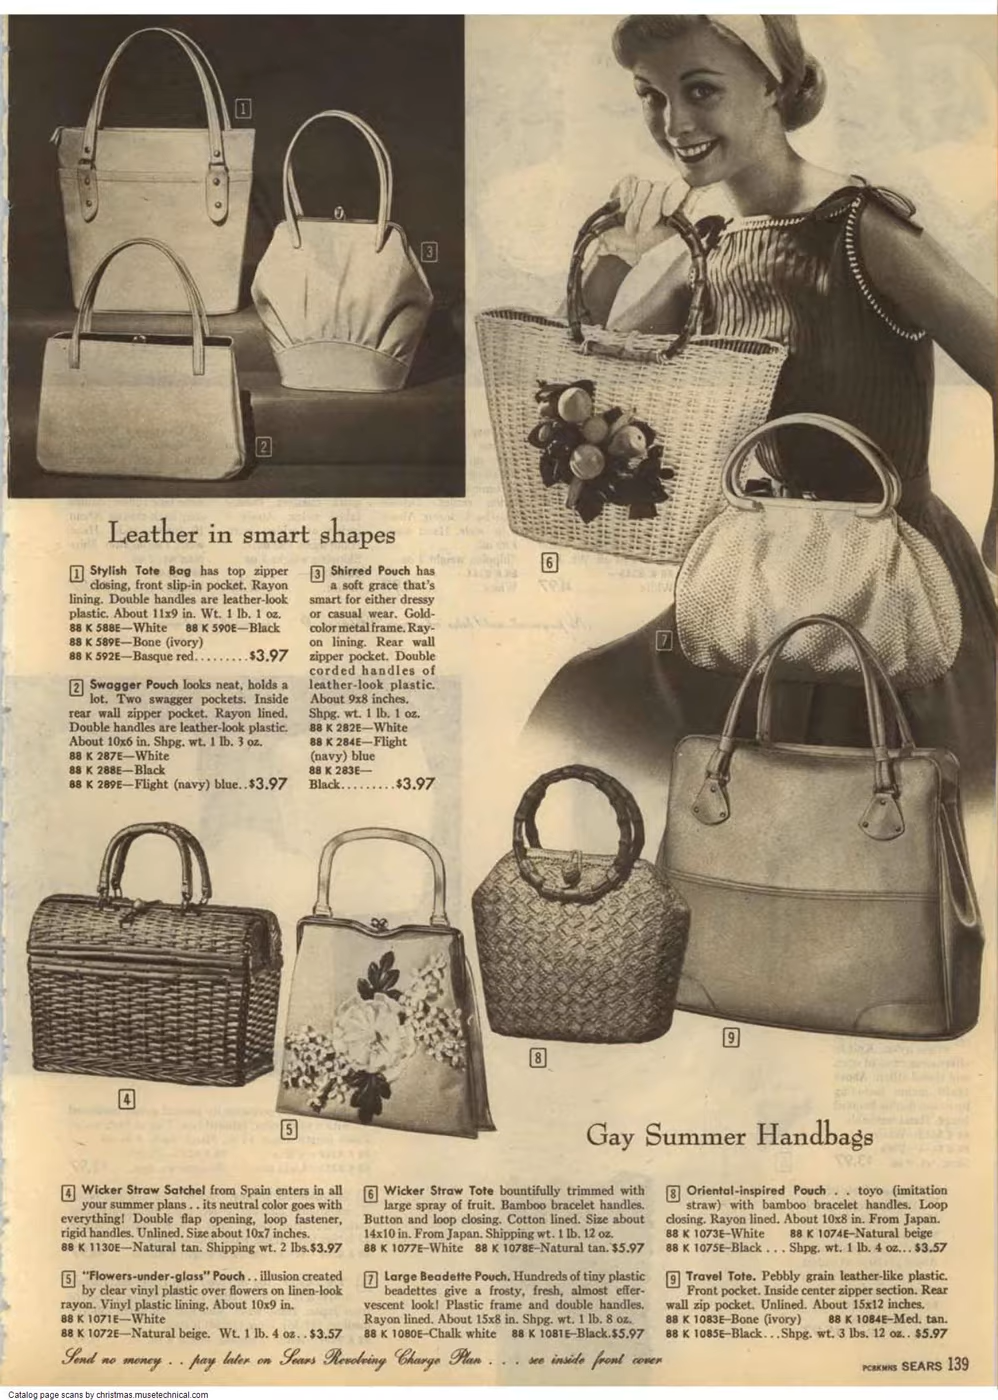 1
3
2
6
7
Leather in smart shapes
1 Stylish Tote Bag has top zipper
closing, front slip-in pocket. Rayon
lining. Double handles are leather-look
plastic. About 11x9 in. Wt. 1 lb. 1 oz.
88 K 588E—White 88 K 590E—Black
88 K 589E—Bone (ivory)
88 K 592E—Basque red.........$3.97
2 Swagger Pouch looks neat, holds a
lot. Two swagger pockets. Inside
rear wall zipper pocket. Rayon lined.
Double handles are leather-look plastic.
About 10x6 in. Shpg. wt. 1 lb. 3 oz.
88 K 287E—White
88 K 288E—Black
88 K 289E—Flight (navy) blue..$3.97
3 Shirred Pouch has
a soft grace that's
smart for either dressy
or casual wear. Gold-
color metal frame. Ray-
on lining. Rear wall
zipper pocket. Double
corded handles of
leather-look plastic.
About 9x8 inches.
Shpg. wt. 1 lb. 1 oz.
88 K 282E—White
88 K 284E—Flight
(navy) blue
88 K 283E—
Black.........$3.97
4
5
8
9
Gay Summer Handbags
4 Wicker Straw Satchel from Spain enters in all
your summer plans . . its neutral color goes with
everything! Double flap opening, loop fastener,
rigid handles. Unlined. Size about 10x7 inches.
88 K 1130E—Natural tan. Shipping wt. 2 lbs.$3.97
5 "Flowers-under-glass" Pouch . . illusion created
by clear vinyl plastic over flowers on linen-look
rayon. Vinyl plastic lining. About 10x9 in.
88 K 1071E—White
88 K 1072E—Natural beige. Wt. 1 lb. 4 oz..$3.57
6 Wicker Straw Tote bountifully trimmed with
large spray of fruit. Bamboo bracelet handles.
Button and loop closing. Cotton lined. Size about
14x10 in. From Japan. Shipping wt. 1 lb. 12 oz.
88 K 1077E—White 88 K 1078E—Natural tan.$5.97
7 Large Beadette Pouch. Hundreds of tiny plastic
beadettes give a frosty, fresh, almost effer-
vescent look! Plastic frame and double handles.
Rayon lined. About 15x8 in. Shpg. wt. 1 lb. 8 oz.
88 K 1080E—Chalk white 88 K 1081E—Black.$5.97
8 Oriental-inspired Pouch . . toyo (imitation
straw) with bamboo bracelet handles. Loop
closing. Rayon lined. About 10x8 in. From Japan.
88 K 1073E—White 88 K 1074E—Natural beige
88 K 1075E—Black . . . Shpg. wt. 1 lb. 4 oz...$3.57
9 Travel Tote. Pebbly grain leather-like plastic.
Front pocket. Inside center zipper section. Rear
wall zip pocket. Unlined. About 15x12 inches.
88 K 1083E—Bone (ivory) 88 K 1084E—Med. tan.
88 K 1085E—Black...Shpg. wt. 3 lbs. 12 oz..$5.97
Send no money . . pay later on Sears Revolving Charge Plan . . . see inside front cover
PCBKMNS SEARS 139
Catalog page scans by christmas.musetechnical.com